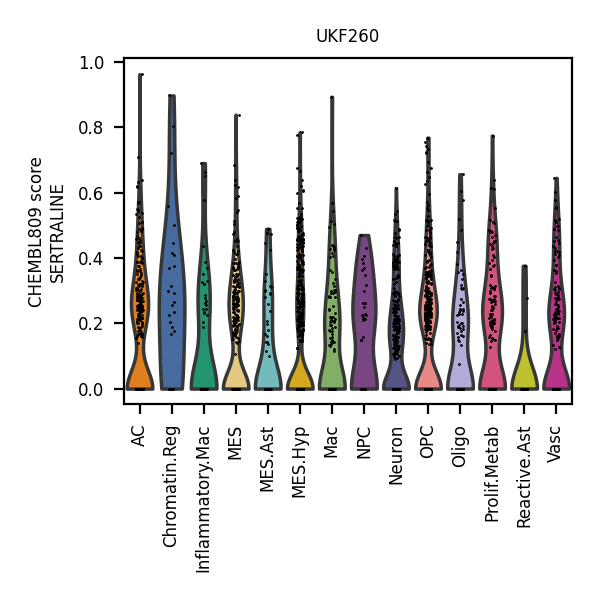 UKF260
CHEMBL809 score
SERTRALINE
1.0
0.8
0.6
0.4
0.2
0.0
AC
Chromatin.Reg
Inflammatory.Mac
MES
MES.Ast
MES.Hyp
Mac
NPC
Neuron
OPC
Oligo
Prolif.Metab
Reactive.Ast
Vasc